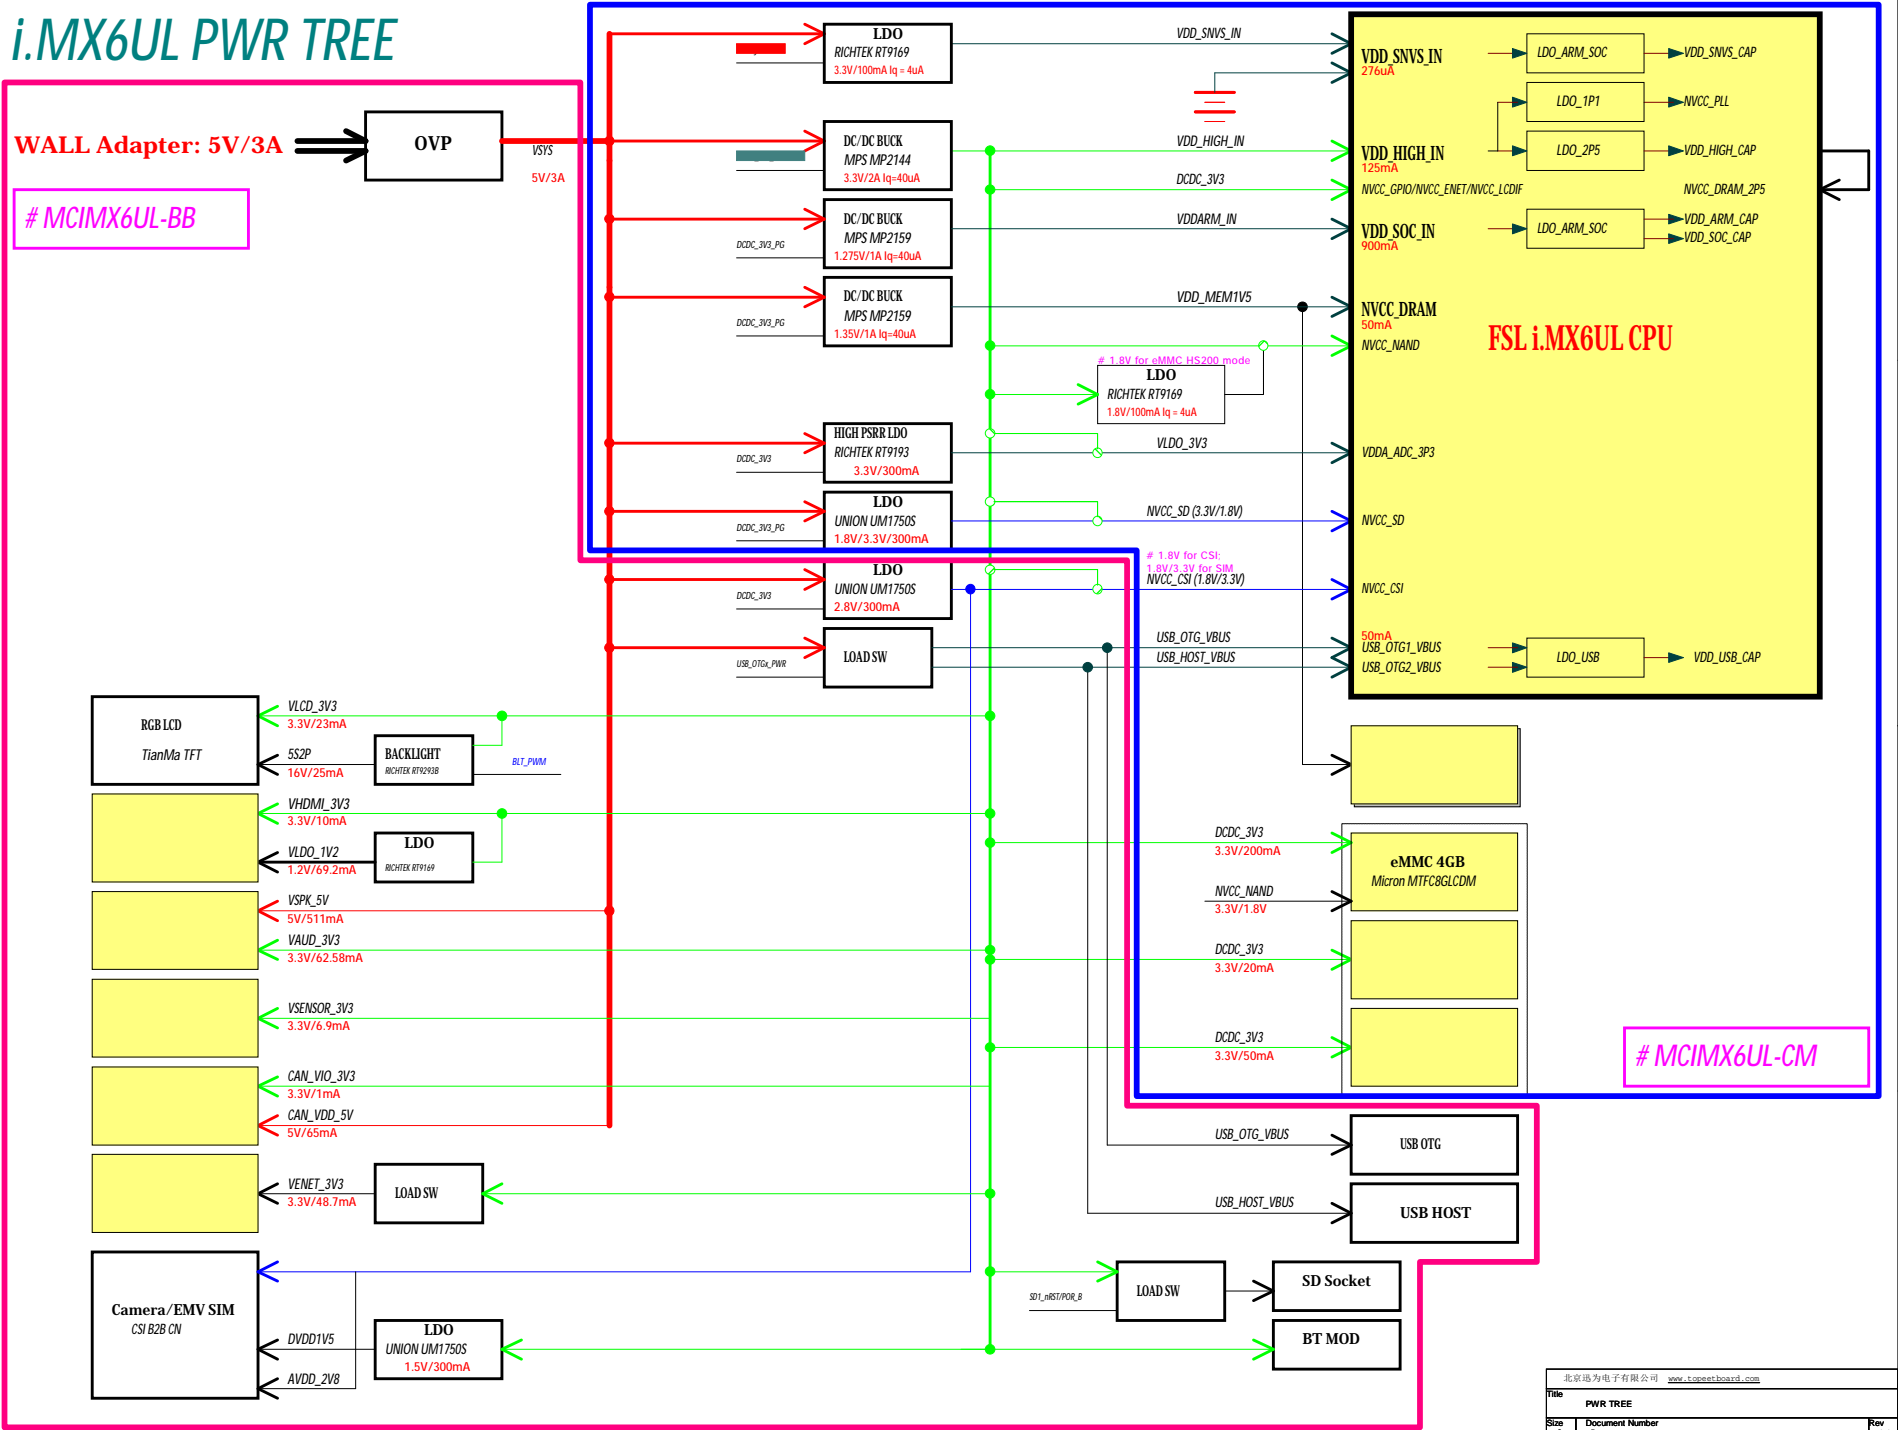 i.MX6UL PWR TREE
WALL Adapter: 5V/3A
OVP
VSYS
5V/3A
# MCIMX6UL-BB
LDO
RICHTEK RT9169
3.3V/100mA Iq = 4uA
VDD_SNVS_IN
DC/DC BUCK
MPS MP2144
3.3V/2A Iq=40uA
VDD_HIGH_IN
DCDC_3V3
DC/DC BUCK
MPS MP2159
1.275V/1A Iq=40uA
DCDC_3V3_PG
VDDARM_IN
DC/DC BUCK
MPS MP2159
1.35V/1A Iq=40uA
DCDC_3V3_PG
VDD_MEM1V5
# 1.8V for eMMC HS200 mode
LDO
RICHTEK RT9169
1.8V/100mA Iq = 4uA
HIGH PSRR LDO
RICHTEK RT9193
3.3V/300mA
DCDC_3V3
VLDO_3V3
LDO
UNION UM1750S
1.8V/3.3V/300mA
DCDC_3V3_PG
NVCC_SD (3.3V/1.8V)
# 1.8V for CSI;
1.8V/3.3V for SIM
NVCC_CSI (1.8V/3.3V)
LDO
UNION UM1750S
2.8V/300mA
DCDC_3V3
LOAD SW
USB_OTGx_PWR
USB_OTG_VBUS
USB_HOST_VBUS
VDD_SNVS_IN
276uA
LDO_ARM_SOC
VDD_SNVS_CAP
LDO_1P1
NVCC_PLL
VDD_HIGH_IN
125mA
LDO_2P5
VDD_HIGH_CAP
NVCC_GPIO/NVCC_ENET/NVCC_LCDIF
NVCC_DRAM_2P5
VDD_SOC_IN
900mA
LDO_ARM_SOC
VDD_ARM_CAP
VDD_SOC_CAP
NVCC_DRAM
50mA
NVCC_NAND
FSL i.MX6UL CPU
VDDA_ADC_3P3
NVCC_SD
NVCC_CSI
50mA
USB_OTG1_VBUS
USB_OTG2_VBUS
LDO_USB
VDD_USB_CAP
RGB LCD
TianMa TFT
VLCD_3V3
3.3V/23mA
5S2P
16V/25mA
BACKLIGHT
RICHTEK RT9293B
BLT_PWM
VHDMI_3V3
3.3V/10mA
VLDO_1V2
1.2V/69.2mA
LDO
RICHTEK RT9169
VSPK_5V
5V/511mA
VAUD_3V3
3.3V/62.58mA
VSENSOR_3V3
3.3V/6.9mA
CAN_VIO_3V3
3.3V/1mA
CAN_VDD_5V
5V/65mA
VENET_3V3
3.3V/48.7mA
LOAD SW
Camera/EMV SIM
CSI B2B CN
DVDD1V5
AVDD_2V8
LDO
UNION UM1750S
1.5V/300mA
DCDC_3V3
3.3V/200mA
eMMC 4GB
Micron MTFC8GLCDM
NVCC_NAND
3.3V/1.8V
DCDC_3V3
3.3V/20mA
DCDC_3V3
3.3V/50mA
# MCIMX6UL-CM
USB_OTG_VBUS
USB OTG
USB_HOST_VBUS
USB HOST
SD1_nRST/POR_B
LOAD SW
SD Socket
BT MOD
北京迅为电子有限公司 www.topeetboard.com
Title
PWR TREE
Size Document Number Rev